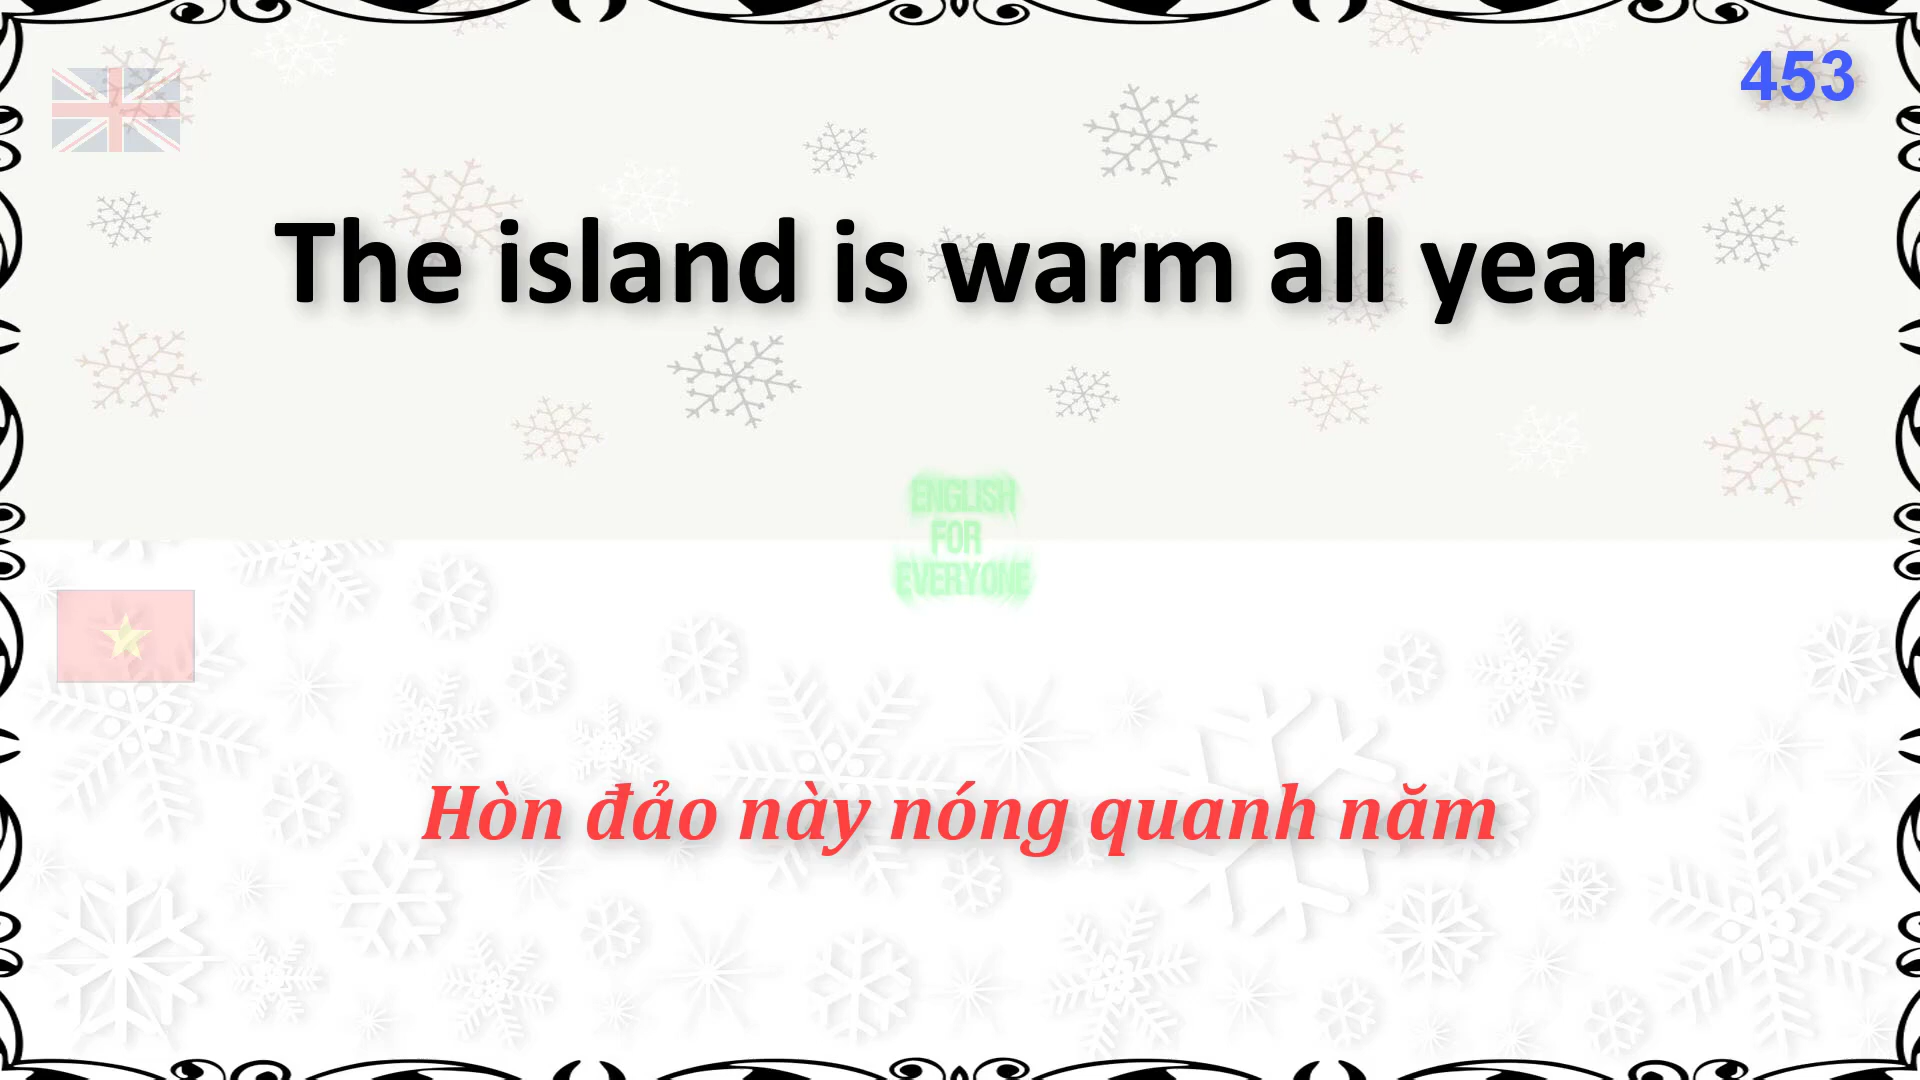 453
The island is warm all year
ENGLISH
FOR
EVERYONE
Hòn đảo này nóng quanh năm